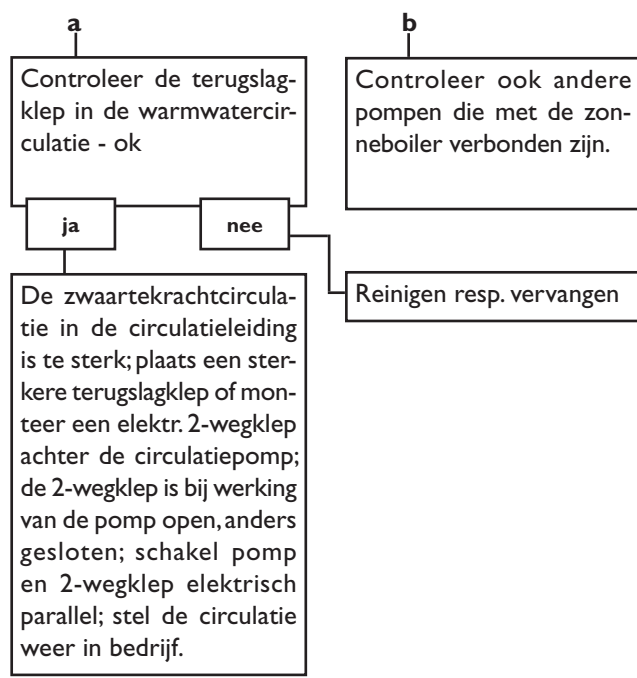 a
Controleer de terugslag-
klep in de warmwatercir-
culatie - ok
ja
nee
De zwaartekrachtcircula-
tie in de circulatieleiding
is te sterk; plaats een ster-
kere terugslagklep of mon-
teer een elektr. 2-wegklep
achter de circulatiepomp;
de 2-wegklep is bij werking
van de pomp open, anders
gesloten; schakel pomp
en 2-wegklep elektrisch
parallel; stel de circulatie
weer in bedrijf.
b
Controleer ook andere
pompen die met de zon-
neboiler verbonden zijn.
Reinigen resp. vervangen